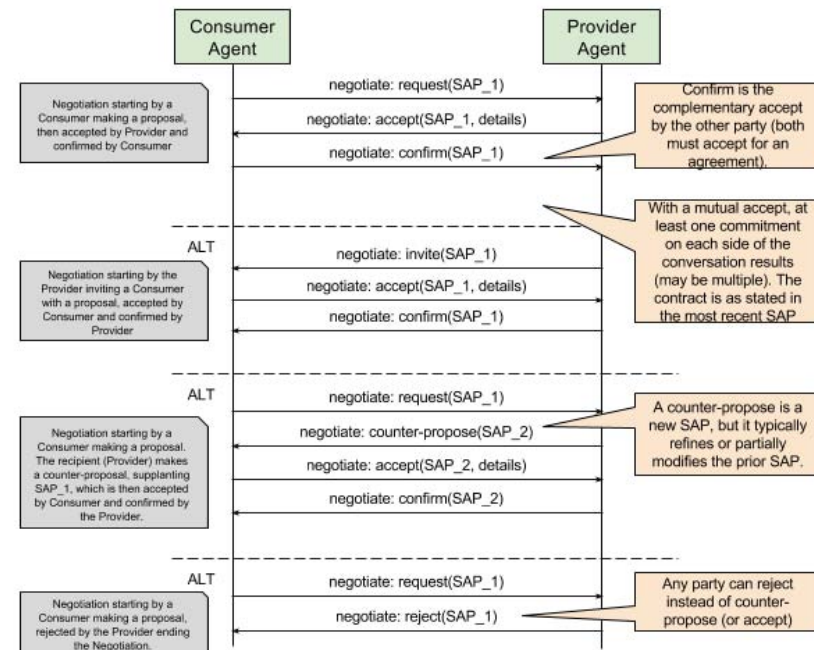 Consumer
Agent
Provider
Agent
negotiate: request(SAP_1)
negotiate: accept(SAP_1, details)
negotiate: confirm(SAP_1)
Negotiation starting by a
Consumer making a proposal,
then accepted by Provider and
confirmed by Consumer
Confirm is the
complementary accept
by the other party (both
must accept for an
agreement).
With a mutual accept, at
least one commitment
on each side of the
conversation results
(may be multiple). The
contract is as stated in
the most recent SAP
ALT
negotiate: invite(SAP_1)
negotiate: accept(SAP_1, details)
negotiate: confirm(SAP_1)
Negotiation starting by the
Provider inviting a Consumer
with a proposal, accepted by
Consumer and confirmed by
Provider
ALT
negotiate: request(SAP_1)
negotiate: counter-propose(SAP_2)
negotiate: accept(SAP_2, details)
negotiate: confirm(SAP_2)
Negotiation starting by a
Consumer making a proposal.
The recipient (Provider) makes
a counter-proposal, supplanting
SAP_1, which is then accepted
by Consumer and confirmed by
the Provider.
A counter-propose is a
new SAP, but it typically
refines or partially
modifies the prior SAP.
ALT
negotiate: request(SAP_1)
negotiate: reject(SAP_1)
Negotiation starting by a
Consumer making a proposal,
rejected by the Provider ending
the Negotiation.
Any party can reject
instead of counter-
propose (or accept)